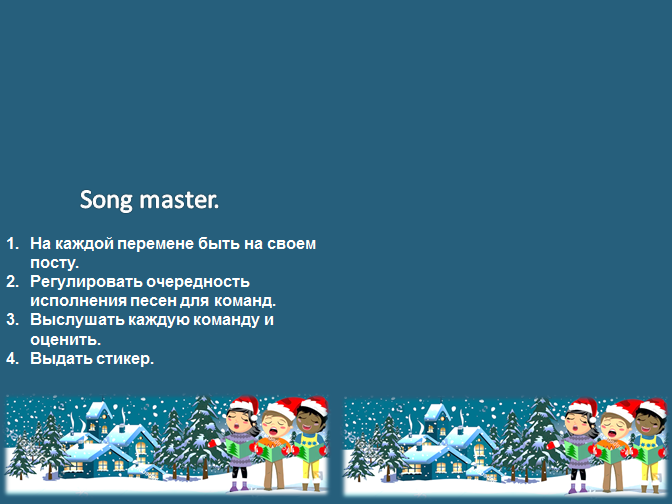 Song master.
1. На каждой перемене быть на своем
посту.
2. Регулировать очередность
исполнения песен для команд.
3. Выслушать каждую команду и
оценить.
4. Выдать стикер.